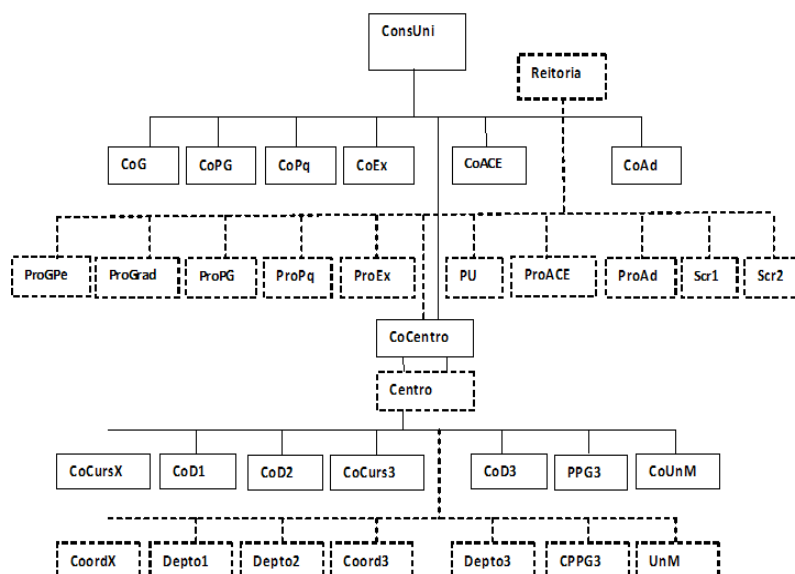 ConsUni
Reitoria
CoG CoPG CoPq CoEx CoACE CoAd
ProGPe ProGrad ProPG ProPq ProEx PU ProACE ProAd Scr1 Scr2
CoCentro
Centro
CoCursX CoD1 CoD2 CoCurs3 CoD3 PPG3 CoUnM
CoordX Depto1 Depto2 Coord3 Depto3 CPPG3 UnM